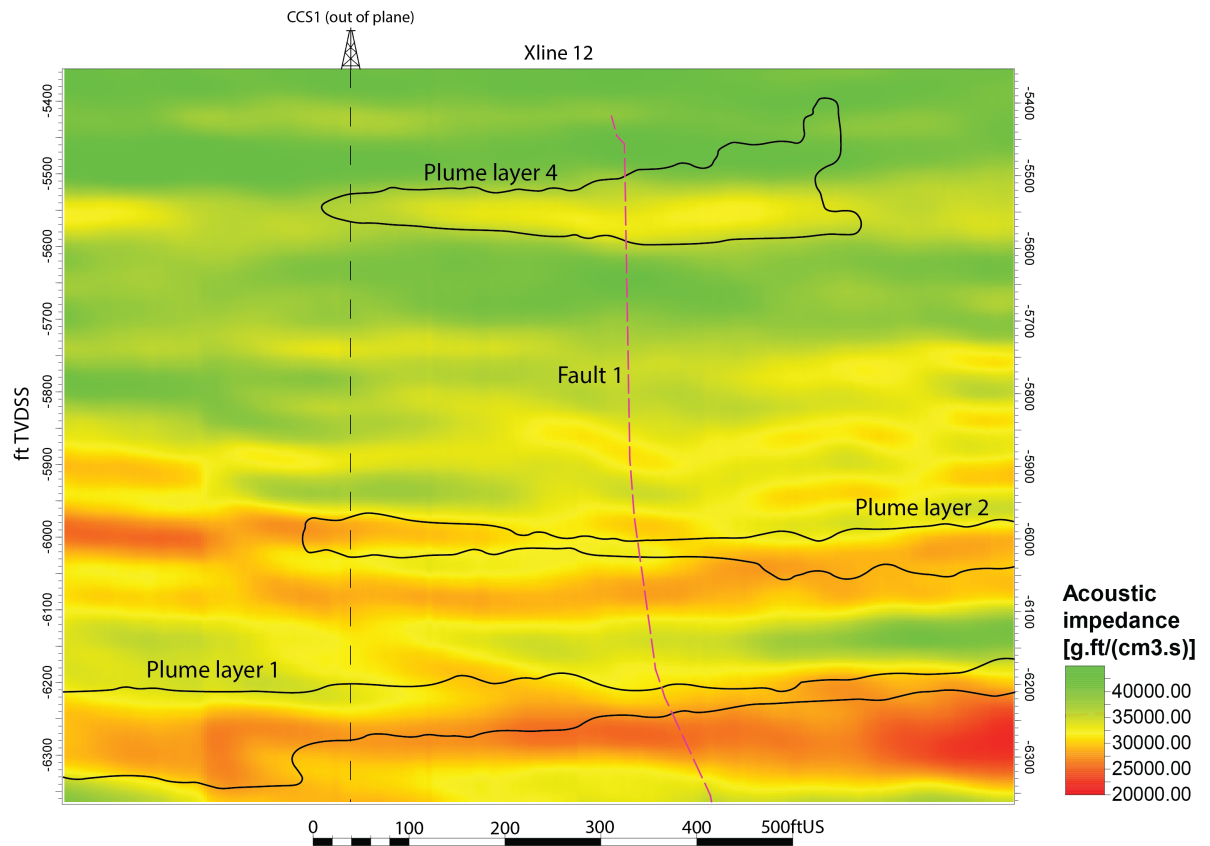 CCS1 (out of plane)
Xline 12
-5400
-5500
-5600
-5700
-5800
-5900
-6000
-6100
-6200
-6300
ft TVDSS
-5400
-5500
-5600
-5700
-5800
-5900
-6000
-6100
-6200
-6300
Plume layer 4
Fault 1
Plume layer 2
Plume layer 1
Acoustic
impedance
[g.ft/(cm3.s)]
40000.00
35000.00
30000.00
25000.00
20000.00
0 100 200 300 400 500ftUS